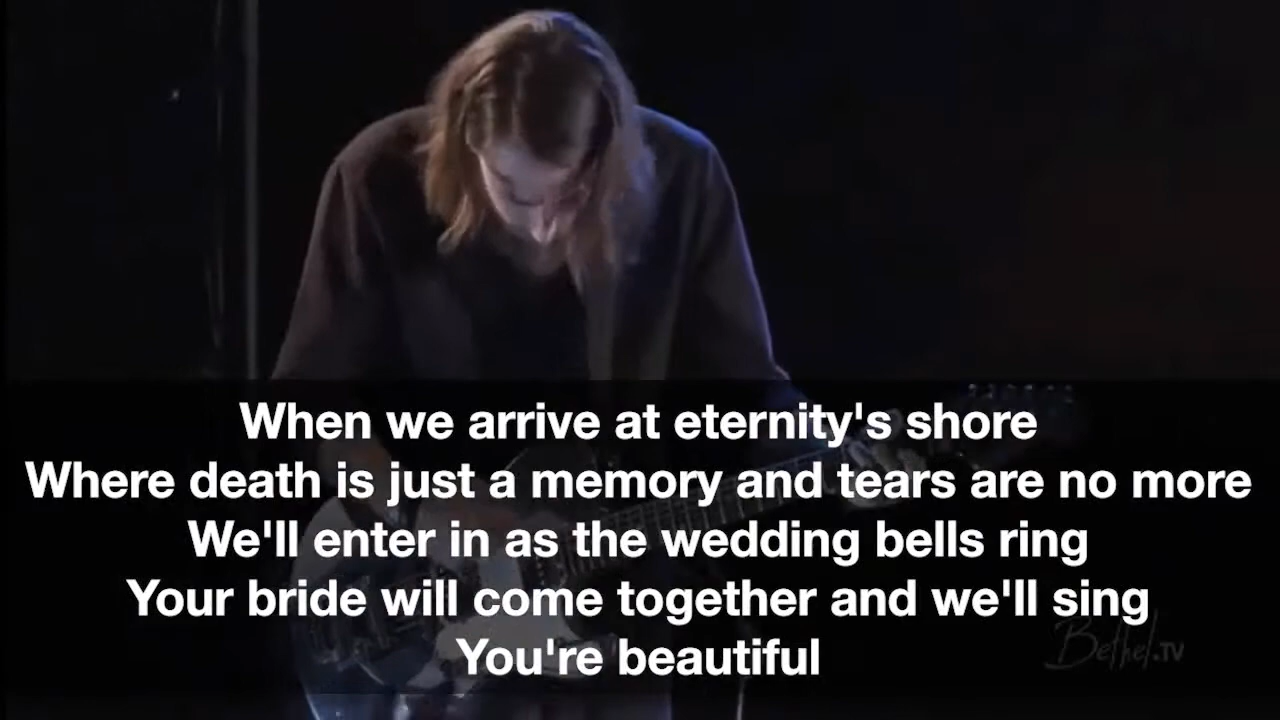 When we arrive at eternity's shore
Where death is just a memory and tears are no more
We'll enter in as the wedding bells ring
Your bride will come together and we'll sing
You're beautiful
Bethel.TV